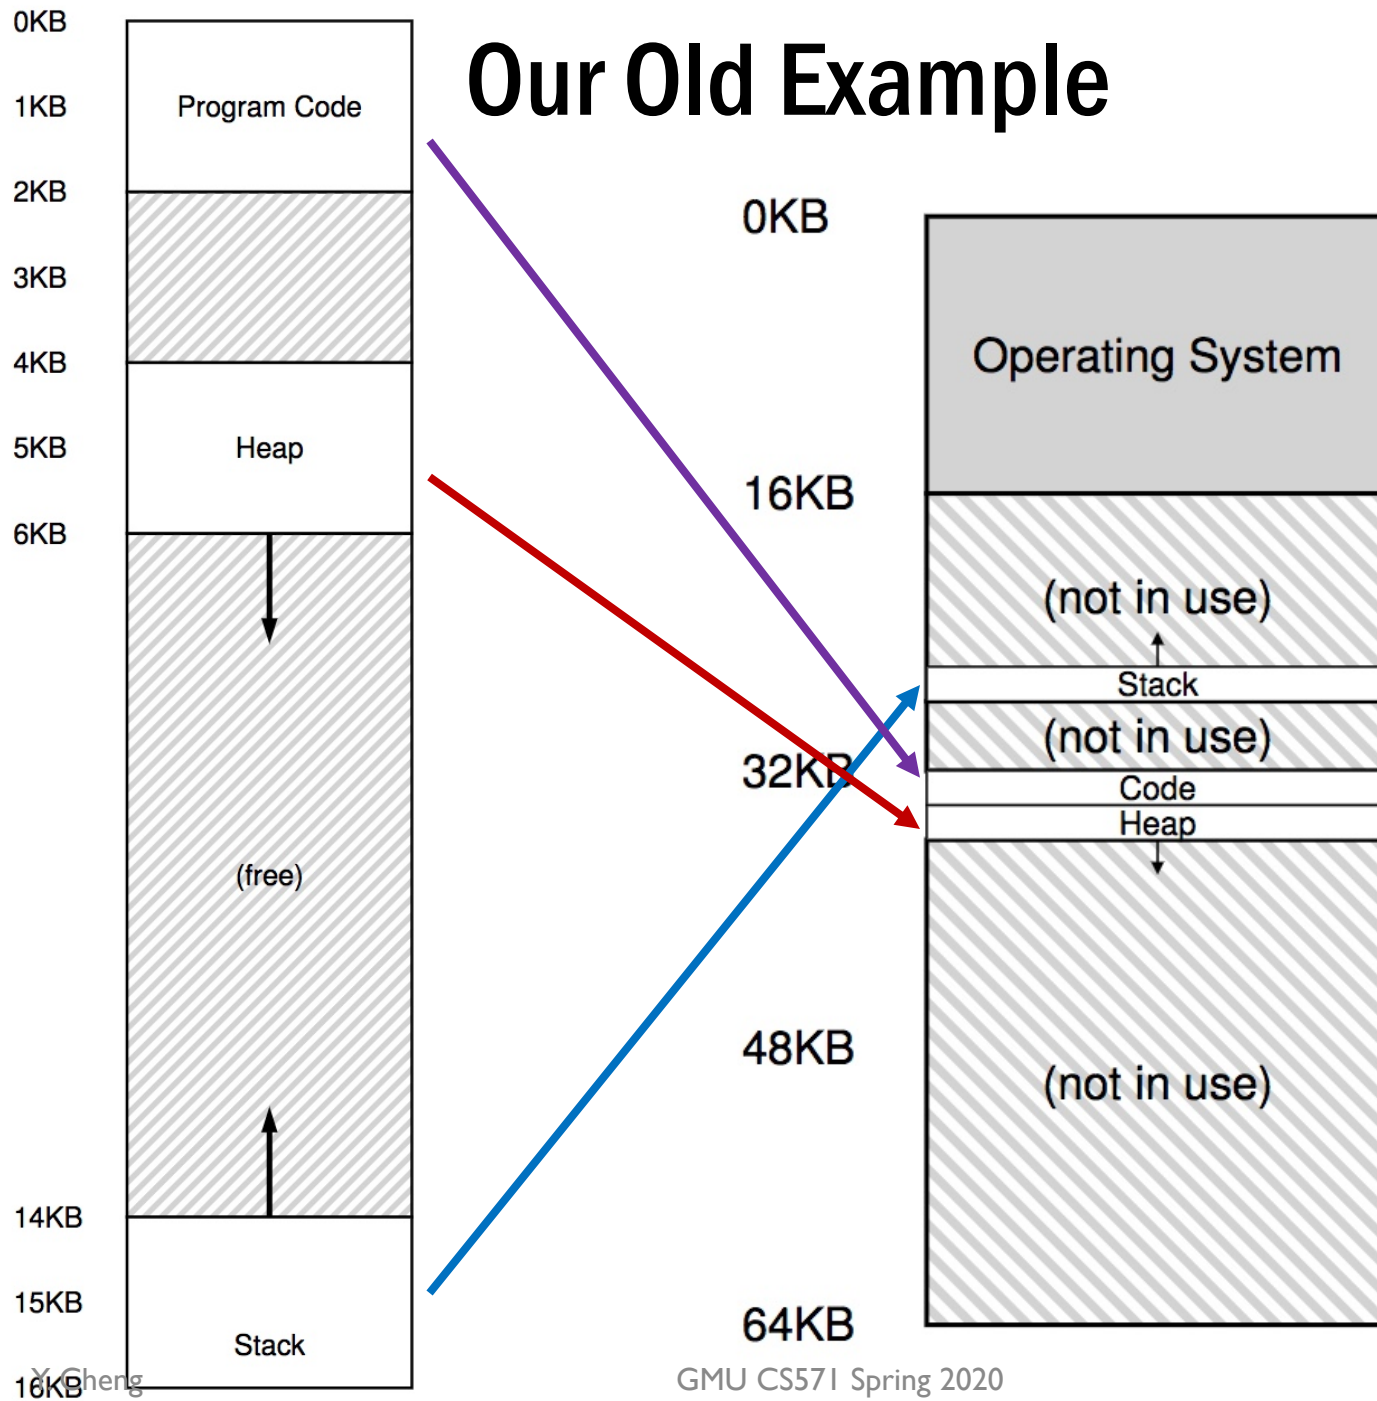 Our Old Example
0KB
1KB
Program Code
2KB
3KB
4KB
5KB
Heap
6KB
(free)
14KB
15KB
Stack
16KB
0KB
Operating System
16KB
(not in use)
Stack
(not in use)
32KB
Code
Heap
48KB
(not in use)
64KB
Y. Cheng
GMU CS571 Spring 2020